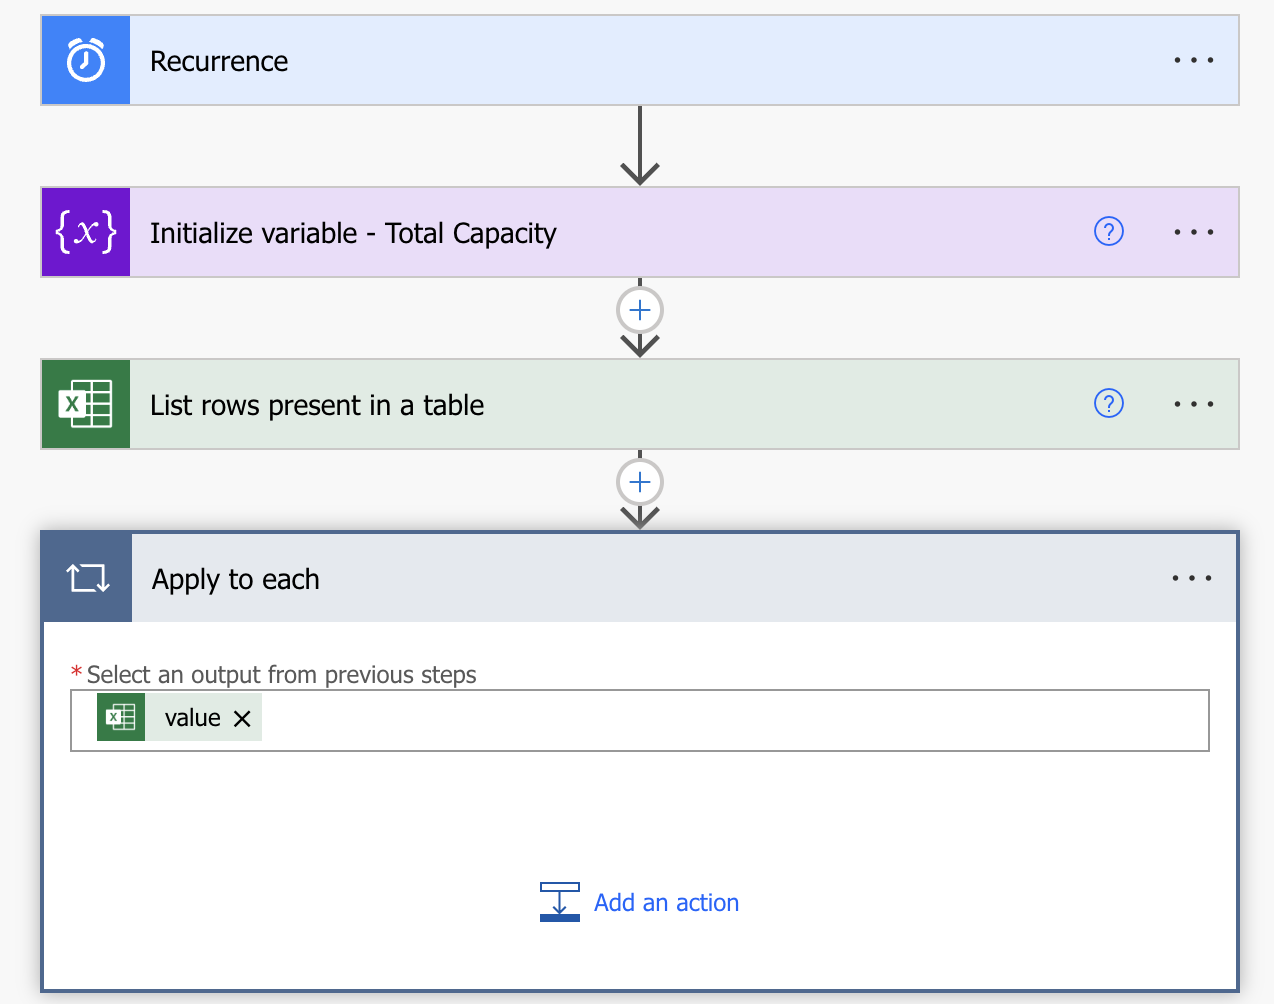 Recurrence
{x} Initialize variable - Total Capacity ?
X List rows present in a table ?
Apply to each
* Select an output from previous steps
X value
Add an action